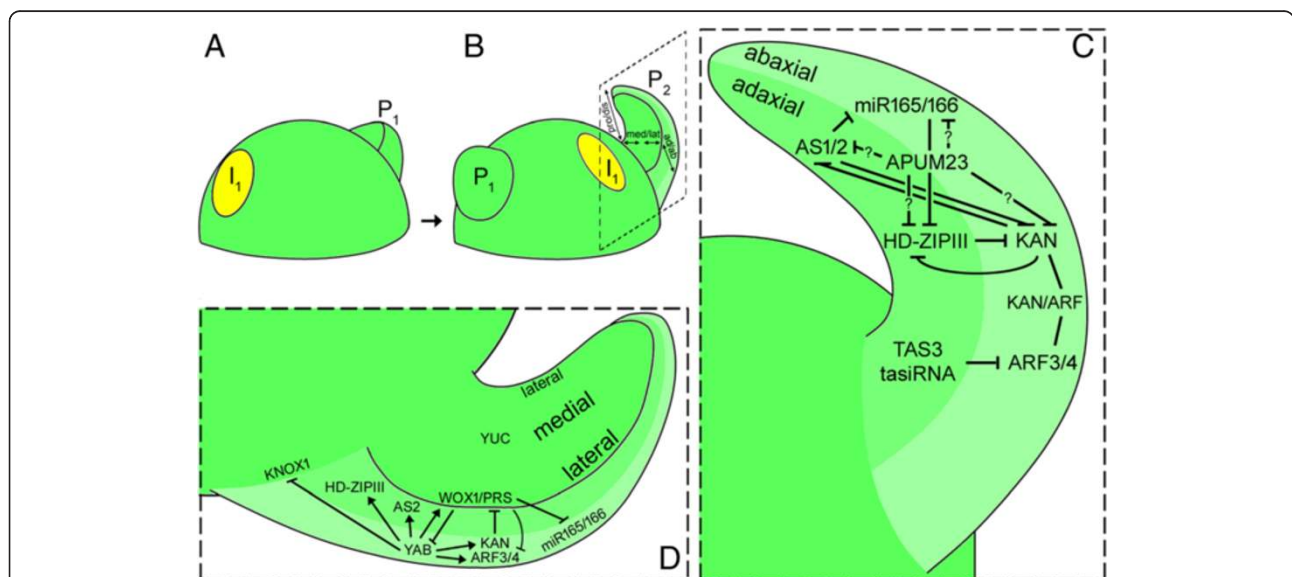 A
B
C
P1
I1
P2
pro/dis
med/lat
ad/ab
P1
I1
abaxial
adaxial
miR165/166
?
AS1/2
?
APUM23
?
?
HD-ZIPIII
KAN
KAN/ARF
TAS3
tasiRNA
ARF3/4
lateral
medial
YUC
lateral
KNOX1
HD-ZIPIII
AS2
WOX1/PRS
miR165/166
YAB
KAN
ARF3/4
D